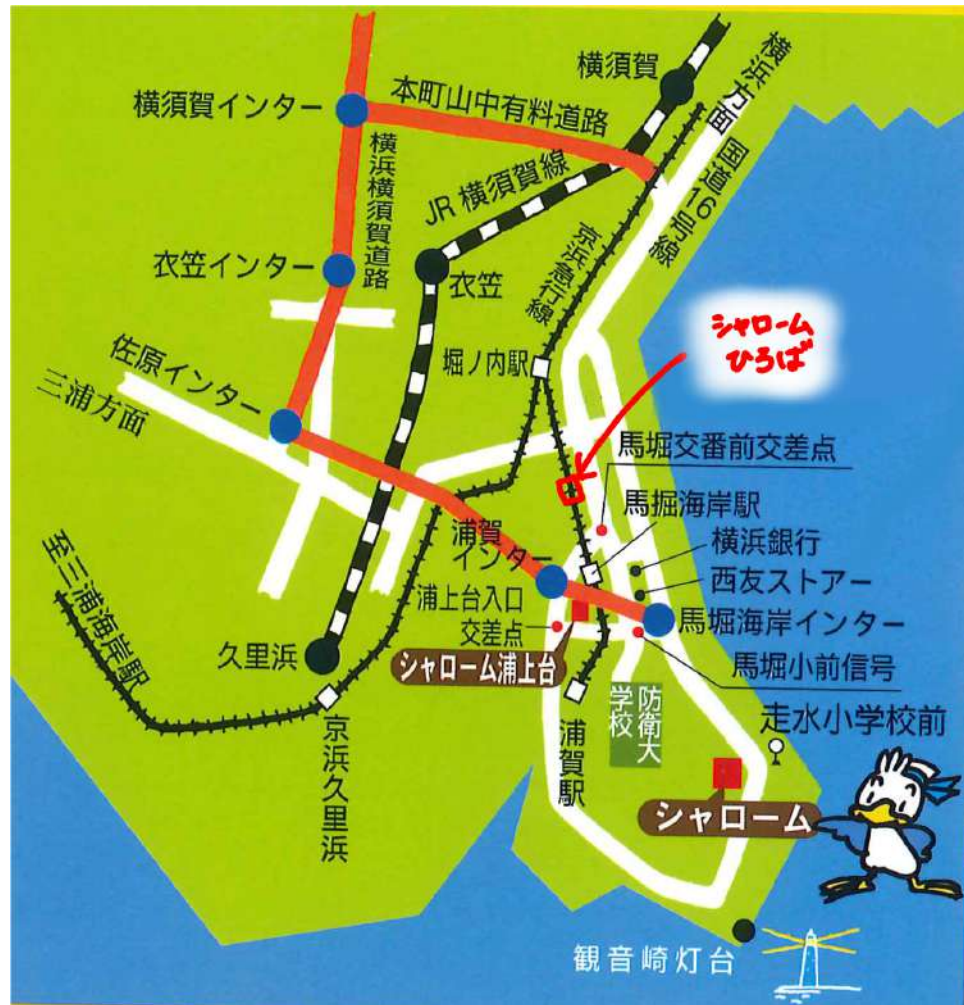 横須賀
横浜方面
国道16号線
横須賀インター
本町山中有料道路
横浜横須賀道路
JR横須賀線
京浜急行線
衣笠インター
衣笠
シャローム
ひろば
佐原インター
三浦方面
堀ノ内駅
馬堀交番前交差点
馬掘海岸駅
横浜銀行
西友ストアー
馬堀海岸インター
馬堀小前信号
浦賀
インター
浦上台入口
交差点
シャローム浦上台
至三浦海岸駅
久里浜
京浜久里浜
浦賀駅
防衛大
学校
走水小学校前
シャローム
観音崎灯台